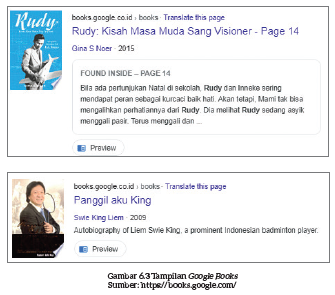 Rudy
books.google.co.id › books · Translate this page
Rudy: Kisah Masa Muda Sang Visioner - Page 14
Gina S Noer · 2015
FOUND INSIDE – PAGE 14
Bila ada pertunjukan Natal di sekolah, Rudy dan Inneke sering
mendapat peran sebagai kurcaci baik hati. Akan tetapi, Mami tak bisa
mengalihkan perhatiannya dari Rudy. Dia melihat Rudy sedang asyik
menggali pasir. Terus menggali dan ...
Preview
books.google.co.id › books · Translate this page
Panggil aku King
Swie King Liem · 2009
Autobiography of Liem Swie King, a prominent Indonesian badminton player.
Preview
Gambar 6.3 Tampilan Google Books
Sumber: https://books.google.com/